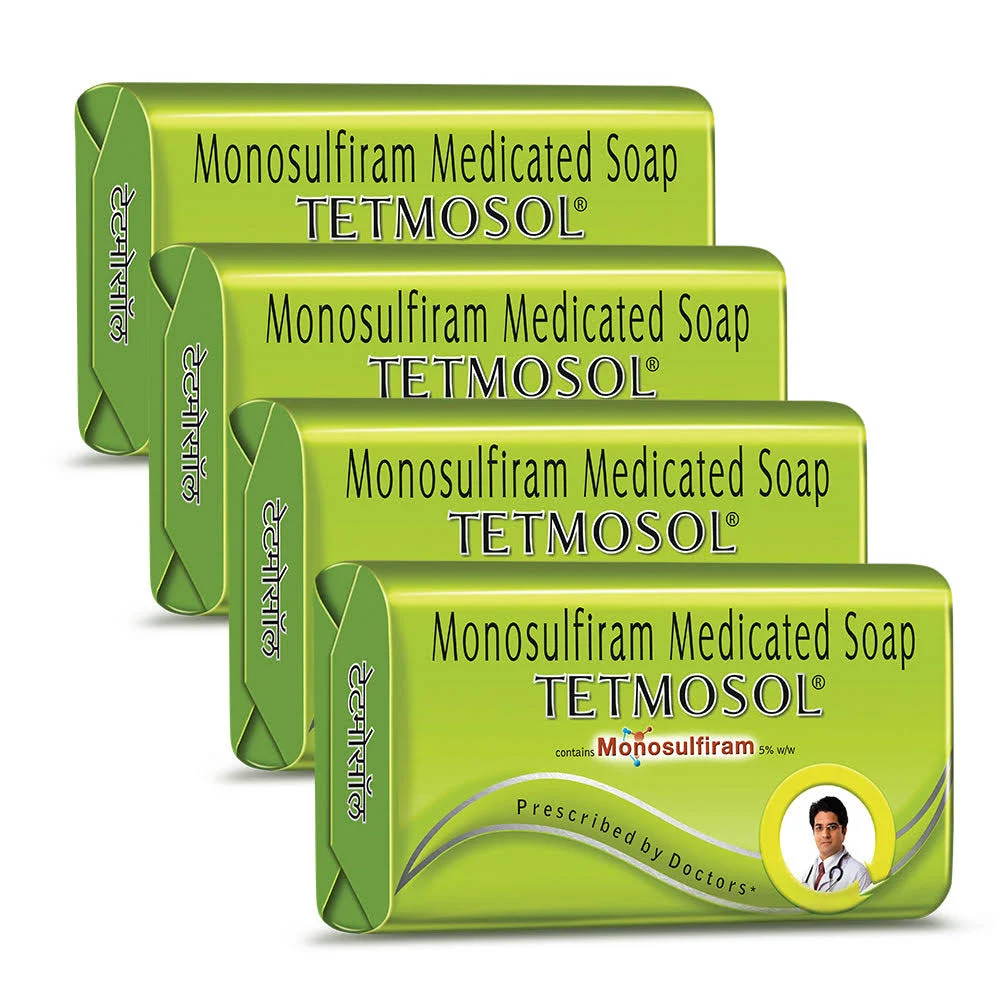 Monosulfiram Medicated Soap
TETMOSOL®
टेटमोसॉल
Monosulfiram Medicated Soap
TETMOSOL®
टेटमोसॉल
Monosulfiram Medicated Soap
TETMOSOL®
टेटमोसॉल
Monosulfiram Medicated Soap
TETMOSOL®
contains Monosulfiram 5% w/w
Prescribed by Doctors*
टेटमोसॉल